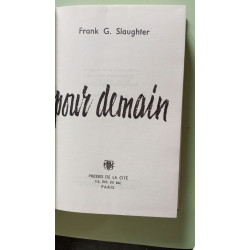 Frank G. Slaughter
pour demain
PRESSES DE LA CITÉ
PARIS